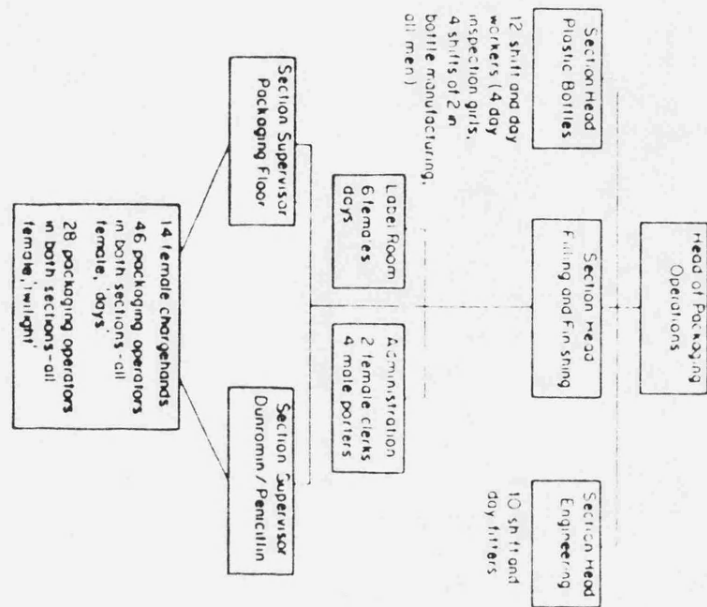 Head of Packaging
Operations
Section Head
Plastic Bottles
12 shift and day
workers (4 day
inspection girls,
4 shifts of 2 in
bottle manufacturing,
all men)
Section Head
Filling and Finishing
Section Head
Engineering
10 shift and
day fitters
Label Room
6 females
days
Administration
2 female clerks
4 male porters
Section Supervisor
Packaging Floor
Section Supervisor
Dunromin / Penicillin
14 female chargehands
46 packaging operators
in both sections - all
female, 'days'
28 packaging operators
in both sections - all
female, 'twilight'